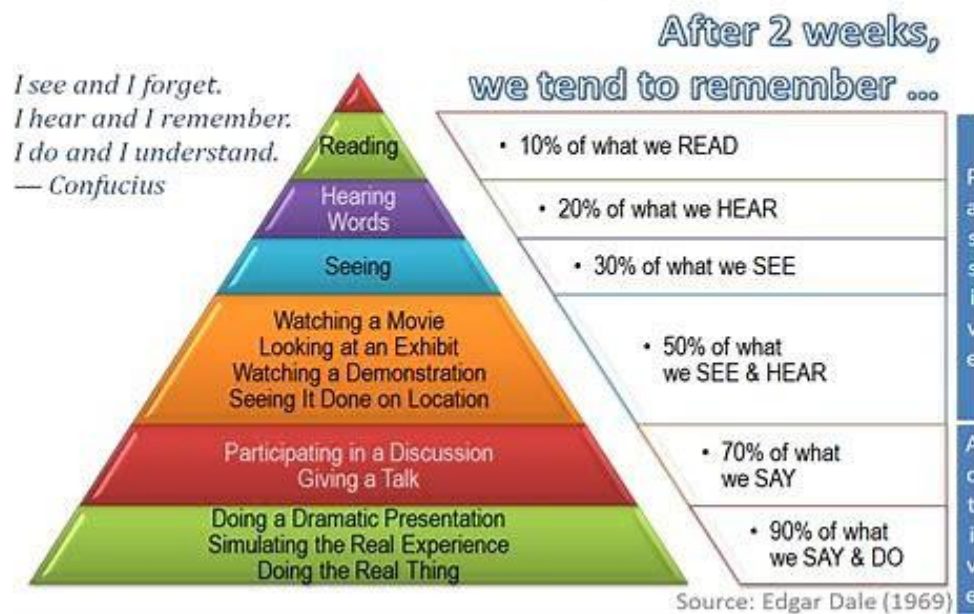 After 2 weeks,
we tend to remember ...
I see and I forget.
I hear and I remember.
I do and I understand.
— Confucius
Reading
• 10% of what we READ
Hearing
Words
• 20% of what we HEAR
Seeing
• 30% of what we SEE
Watching a Movie
Looking at an Exhibit
Watching a Demonstration
Seeing It Done on Location
• 50% of what
we SEE & HEAR
Participating in a Discussion
Giving a Talk
• 70% of what
we SAY
Doing a Dramatic Presentation
Simulating the Real Experience
Doing the Real Thing
• 90% of what
we SAY & DO
Source: Edgar Dale (1969)